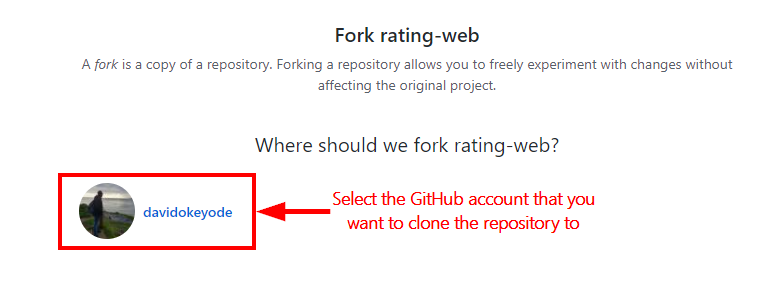 Fork rating-web
A fork is a copy of a repository. Forking a repository allows you to freely experiment with changes without
affecting the original project.
Where should we fork rating-web?
davidokeyode
Select the GitHub account that you
want to clone the repository to